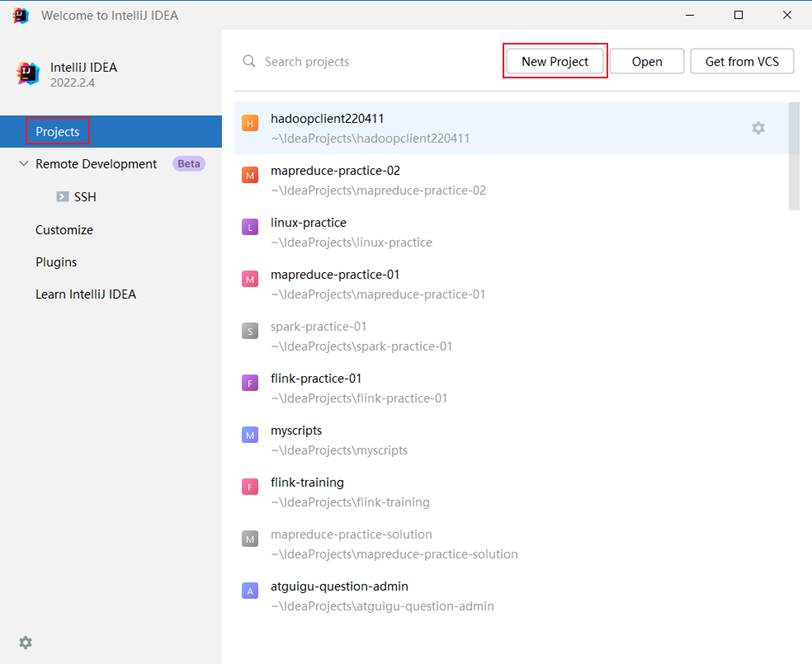 Welcome to IntelliJ IDEA
IntelliJ IDEA
2022.2.4
Projects
Remote Development Beta
SSH
Customize
Plugins
Learn IntelliJ IDEA
Search projects
New Project
Open
Get from VCS
H
hadoopclient220411
~\IdeaProjects\hadoopclient220411
M
mapreduce-practice-02
~\IdeaProjects\mapreduce-practice-02
L
linux-practice
~\IdeaProjects\linux-practice
M
mapreduce-practice-01
~\IdeaProjects\mapreduce-practice-01
S
spark-practice-01
~\IdeaProjects\spark-practice-01
F
flink-practice-01
~\IdeaProjects\flink-practice-01
M
myscripts
~\IdeaProjects\myscripts
F
flink-training
~\IdeaProjects\flink-training
M
mapreduce-practice-solution
~\IdeaProjects\mapreduce-practice-solution
A
atguigu-question-admin
~\IdeaProjects\atguigu-question-admin